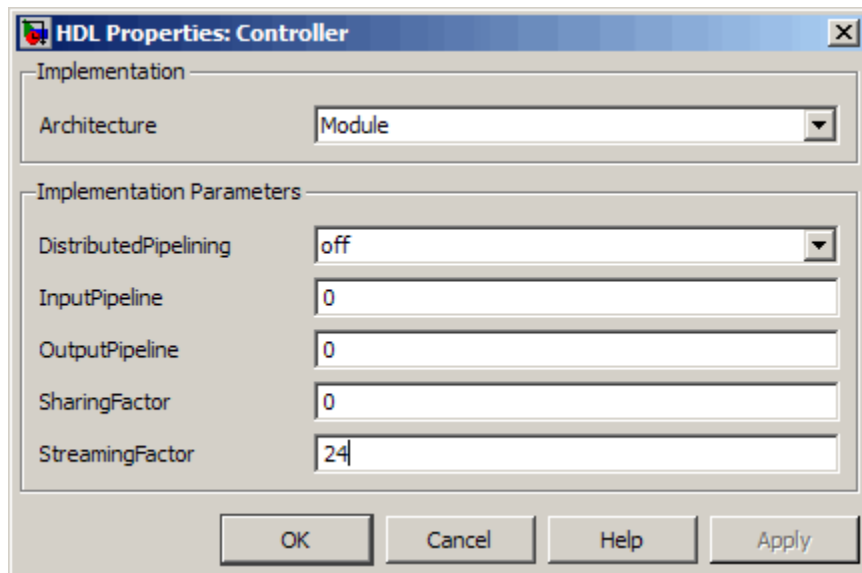 HDL Properties: Controller
Implementation
Architecture Module
Implementation Parameters
DistributedPipelining off
InputPipeline 0
OutputPipeline 0
SharingFactor 0
StreamingFactor 24
OK Cancel Help Apply